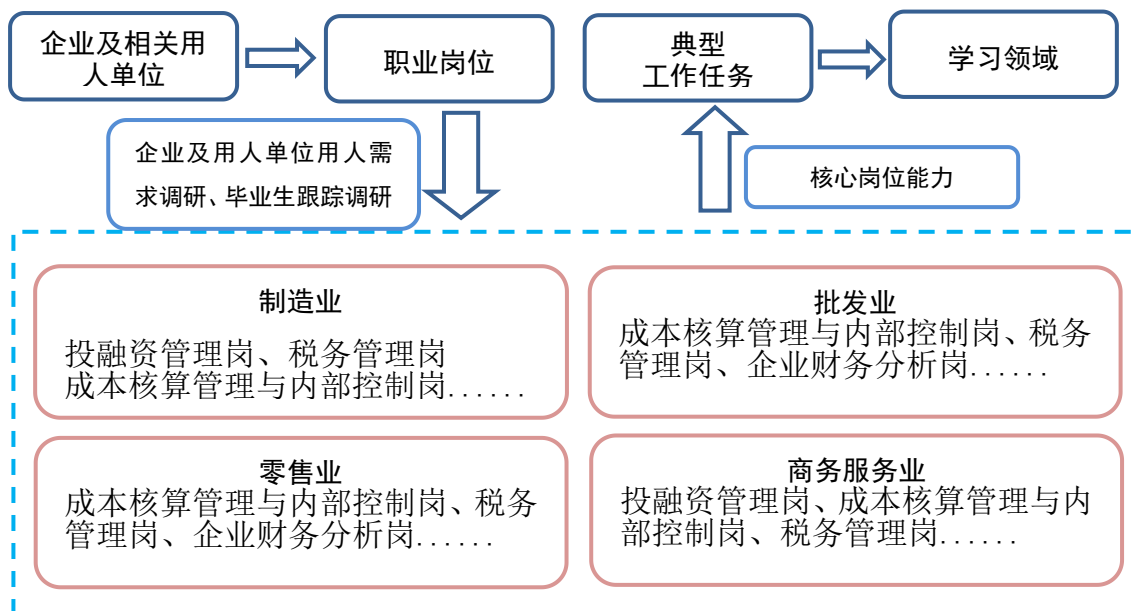 企业及相关用
人单位
职业岗位
典型
工作任务
学习领域
企业及用人单位用人需
求调研、毕业生跟踪调研
核心岗位能力
制造业
投融资管理岗、税务管理岗
成本核算管理与内部控制岗......
批发业
成本核算管理与内部控制岗、税务
管理岗、企业财务分析岗......
零售业
成本核算管理与内部控制岗、税务
管理岗、企业财务分析岗......
商务服务业
投融资管理岗、成本核算管理与内
部控制岗、税务管理岗......